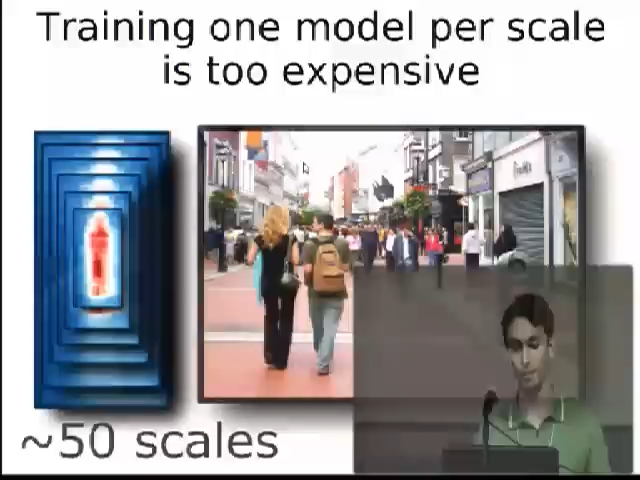 Training one model per scale
is too expensive
~50 scales